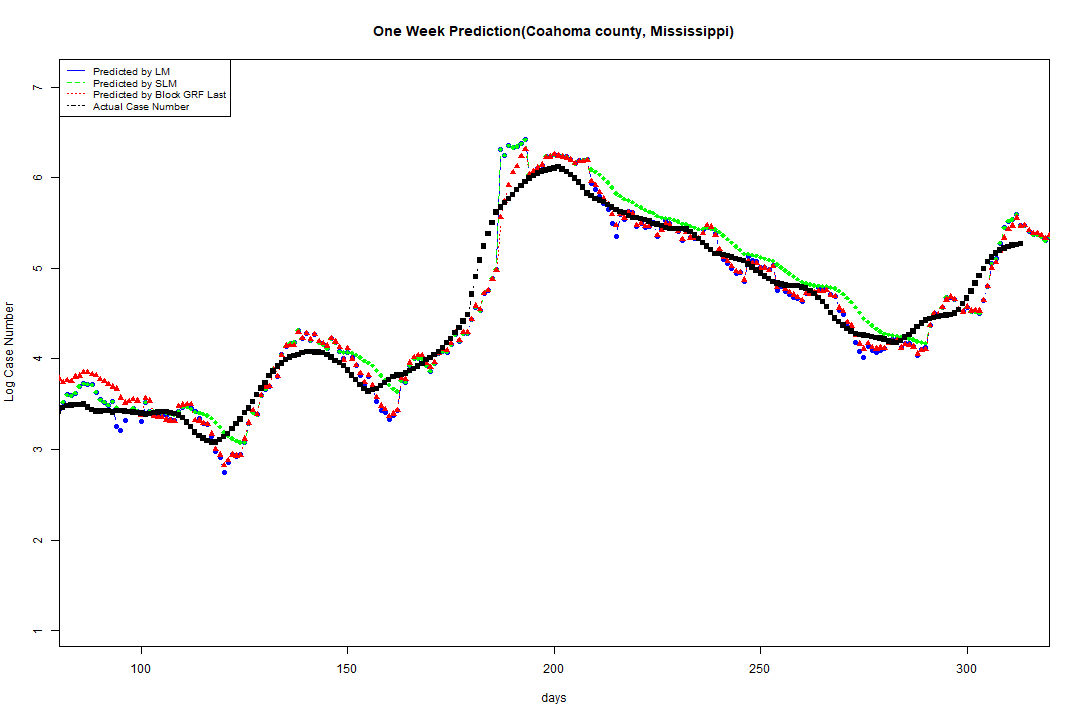 One Week Prediction(Coahoma county, Mississippi)
Predicted by LM
Predicted by SLM
Predicted by Block GRF Last
Actual Case Number
Log Case Number
7
6
5
4
3
2
1
100 150 200 250 300
days